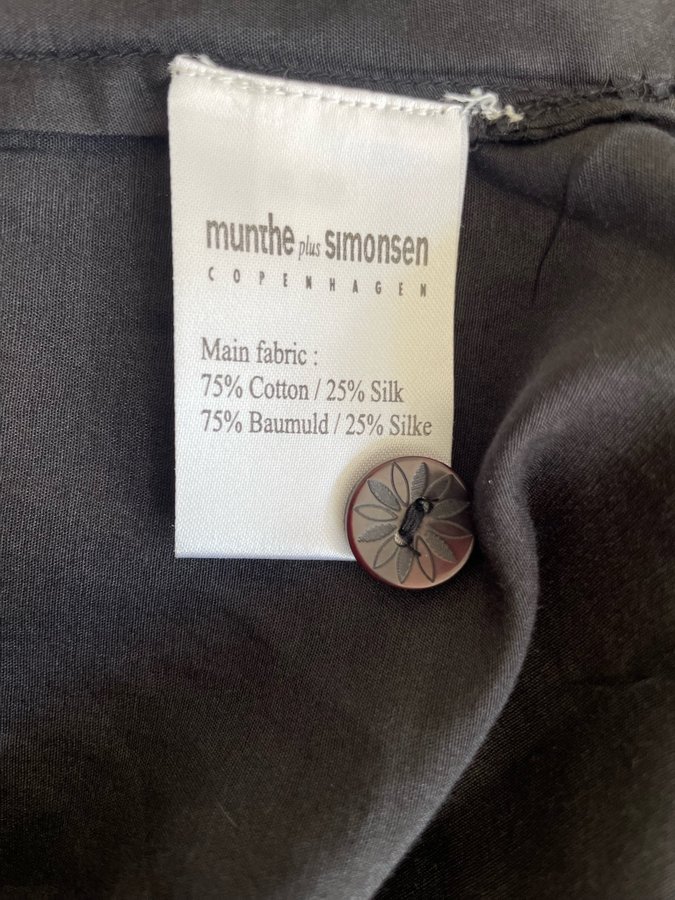 munthe plus simonsen
COPENHAGEN
Main fabric :
75% Cotton / 25% Silk
75% Baumuld / 25% Silke